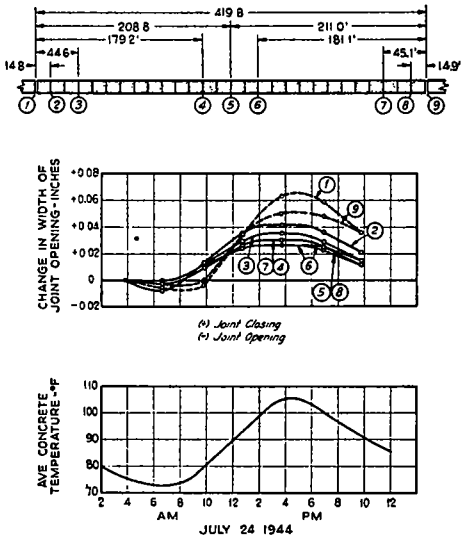 419 8
208 8 211 0'
179 2' 181 1'
14 8 44 6 45.1' 14.9'
1 2 3 4 5 6 7 8 9
CHANGE IN WIDTH OF
JOINT OPENING-INCHES
+0.08
+0.06
+0.04
+0.02
0
-0.02
1
9
2
3 7 4 6 5 8
(+) Joint Closing
(-) Joint Opening
AVE CONCRETE
TEMPERATURE-°F
110
100
90
80
70
2 4 6 8 10 12 2 4 6 8 10 12
AM PM
JULY 24 1944